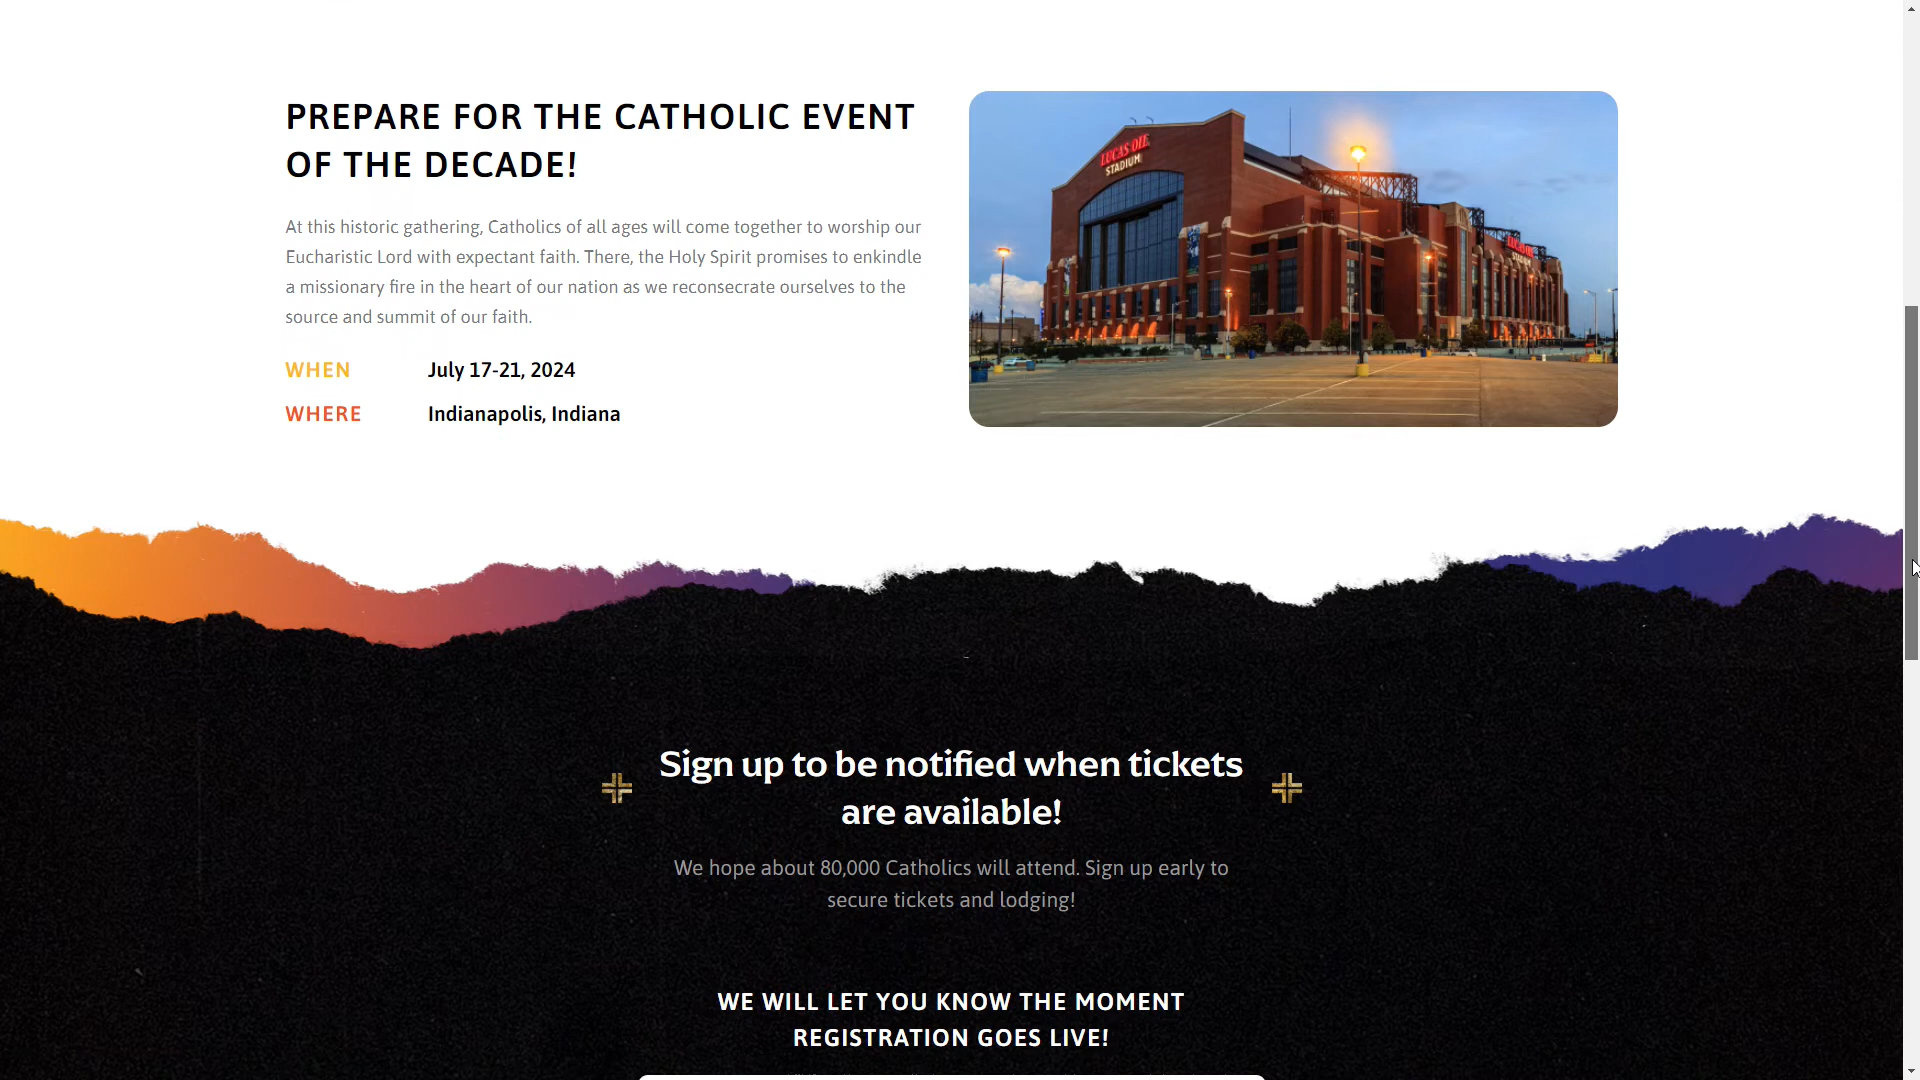 PREPARE FOR THE CATHOLIC EVENT
OF THE DECADE!
At this historic gathering, Catholics of all ages will come together to worship our
Eucharistic Lord with expectant faith. There, the Holy Spirit promises to enkindle
a missionary fire in the heart of our nation as we reconsecrate ourselves to the
source and summit of our faith.
WHEN July 17-21, 2024
WHERE Indianapolis, Indiana
LUCAS OIL
STADIUM
LUCAS OIL
STADIUM
Sign up to be notified when tickets
are available!
We hope about 80,000 Catholics will attend. Sign up early to
secure tickets and lodging!
WE WILL LET YOU KNOW THE MOMENT
REGISTRATION GOES LIVE!